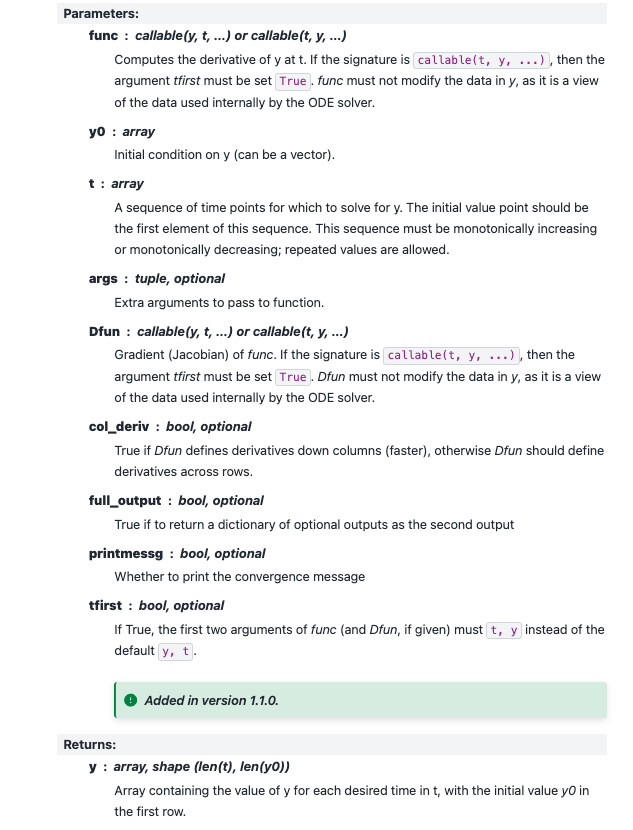 Parameters:
func : callable(y, t, …) or callable(t, y, …)
Computes the derivative of y at t. If the signature is callable(t, y, ...), then the
argument tfirst must be set True. func must not modify the data in y, as it is a view
of the data used internally by the ODE solver.
y0 : array
Initial condition on y (can be a vector).
t : array
A sequence of time points for which to solve for y. The initial value point should be
the first element of this sequence. This sequence must be monotonically increasing
or monotonically decreasing; repeated values are allowed.
args : tuple, optional
Extra arguments to pass to function.
Dfun : callable(y, t, …) or callable(t, y, …)
Gradient (Jacobian) of func. If the signature is callable(t, y, ...), then the
argument tfirst must be set True. Dfun must not modify the data in y, as it is a view
of the data used internally by the ODE solver.
col_deriv : bool, optional
True if Dfun defines derivatives down columns (faster), otherwise Dfun should define
derivatives across rows.
full_output : bool, optional
True if to return a dictionary of optional outputs as the second output
printmessg : bool, optional
Whether to print the convergence message
tfirst : bool, optional
If True, the first two arguments of func (and Dfun, if given) must t, y instead of the
default y, t.
Added in version 1.1.0.
Returns:
y : array, shape (len(t), len(y0))
Array containing the value of y for each desired time in t, with the initial value y0 in
the first row.